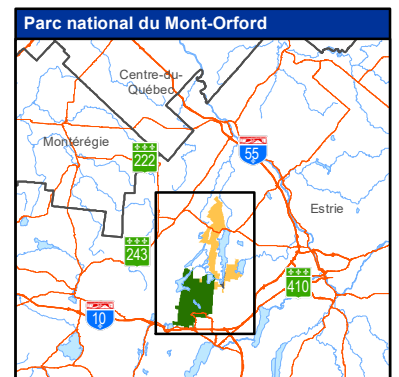 Parc national du Mont-Orford
Centre-du-
Québec
Montérégie
222
55
Estrie
243
410
10